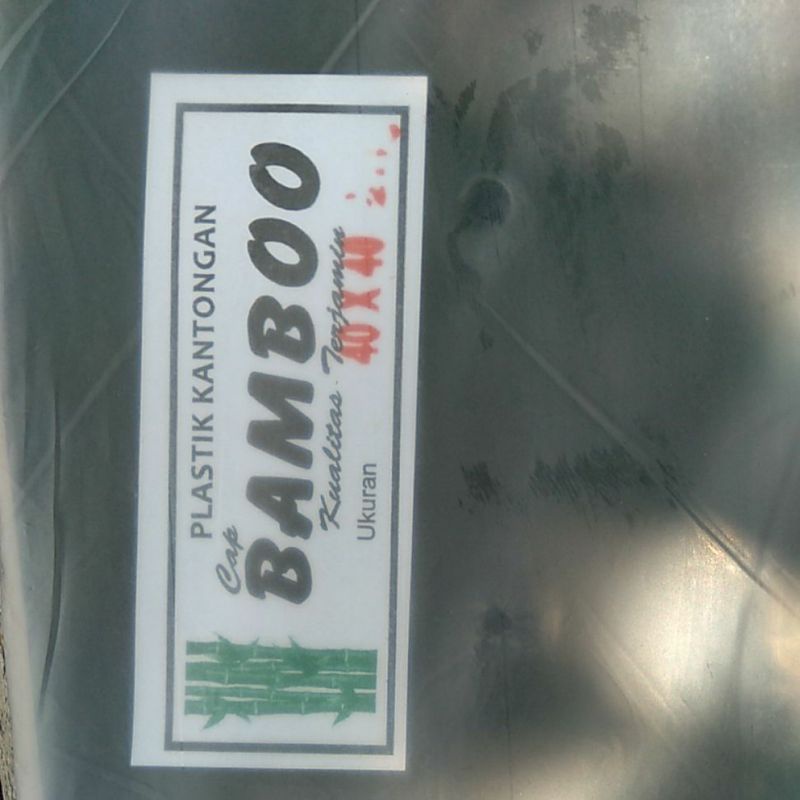 PLASTIK KANTONGAN
Cap
BAMBOO
Kualitas Terjamin
Ukuran 40 X 40